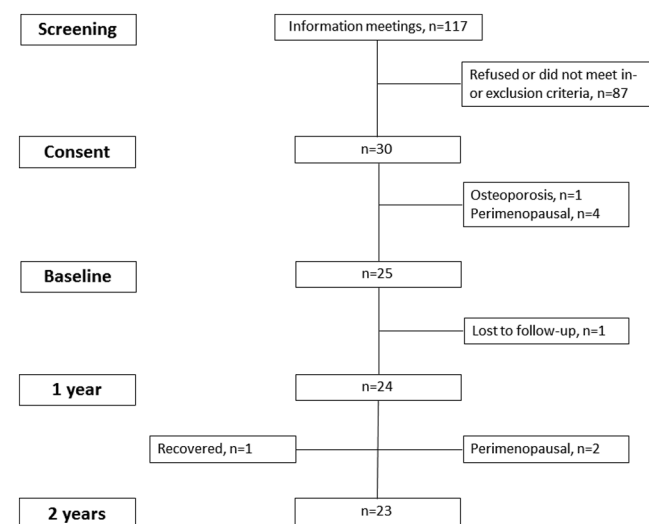 Screening
Information meetings, n=117
Refused or did not meet in-
or exclusion criteria, n=87
Consent
n=30
Osteoporosis, n=1
Perimenopausal, n=4
Baseline
n=25
Lost to follow-up, n=1
1 year
n=24
Recovered, n=1
Perimenopausal, n=2
2 years
n=23